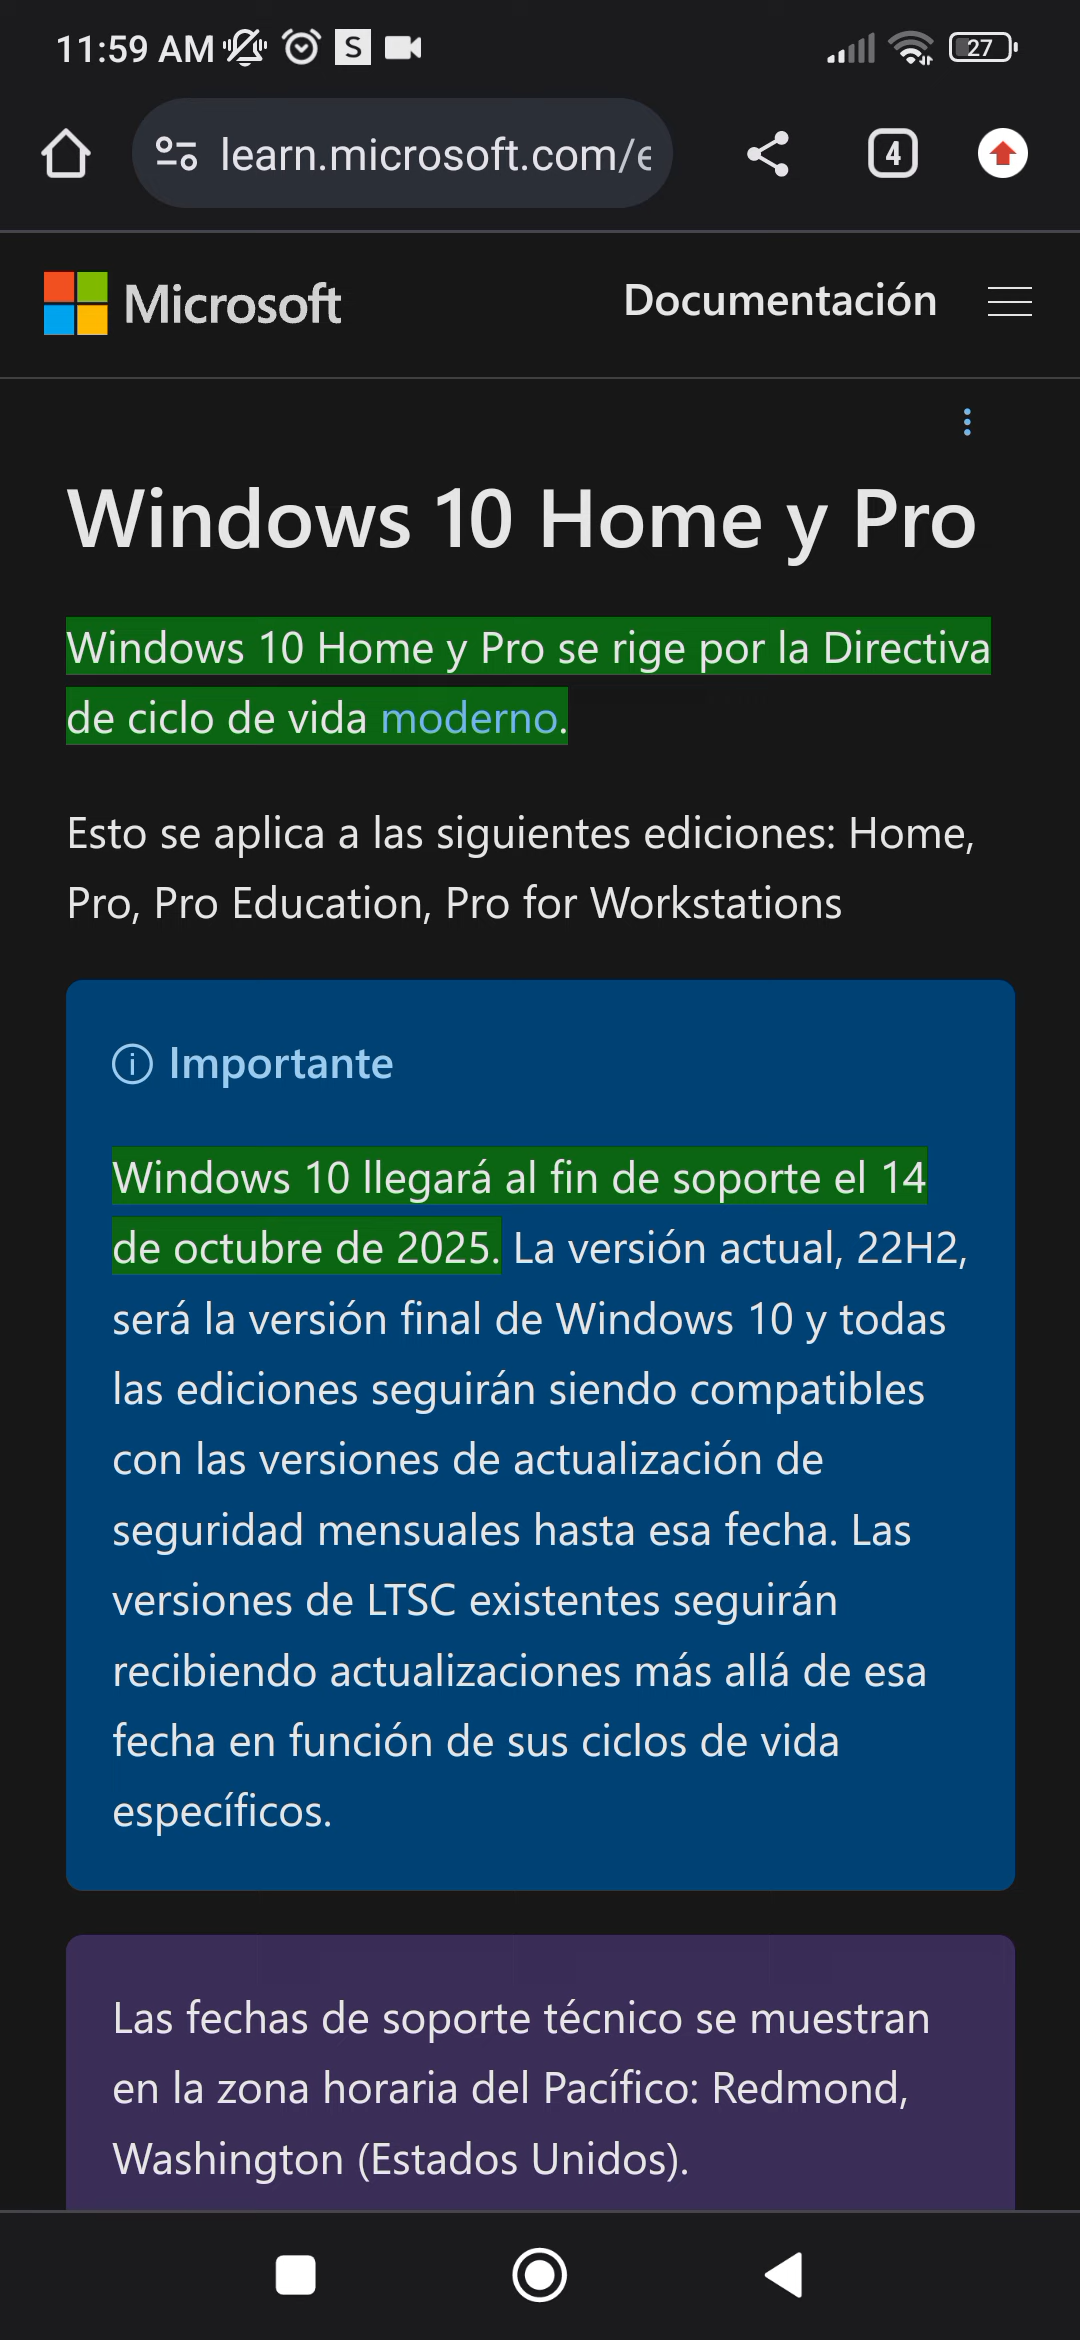 11:59 AM S 27
learn.microsoft.com/e 4
Microsoft Documentación
Windows 10 Home y Pro
Windows 10 Home y Pro se rige por la Directiva
de ciclo de vida moderno.
Esto se aplica a las siguientes ediciones: Home,
Pro, Pro Education, Pro for Workstations
Importante
Windows 10 llegará al fin de soporte el 14
de octubre de 2025. La versión actual, 22H2,
será la versión final de Windows 10 y todas
las ediciones seguirán siendo compatibles
con las versiones de actualización de
seguridad mensuales hasta esa fecha. Las
versiones de LTSC existentes seguirán
recibiendo actualizaciones más allá de esa
fecha en función de sus ciclos de vida
específicos.
Las fechas de soporte técnico se muestran
en la zona horaria del Pacífico: Redmond,
Washington (Estados Unidos).